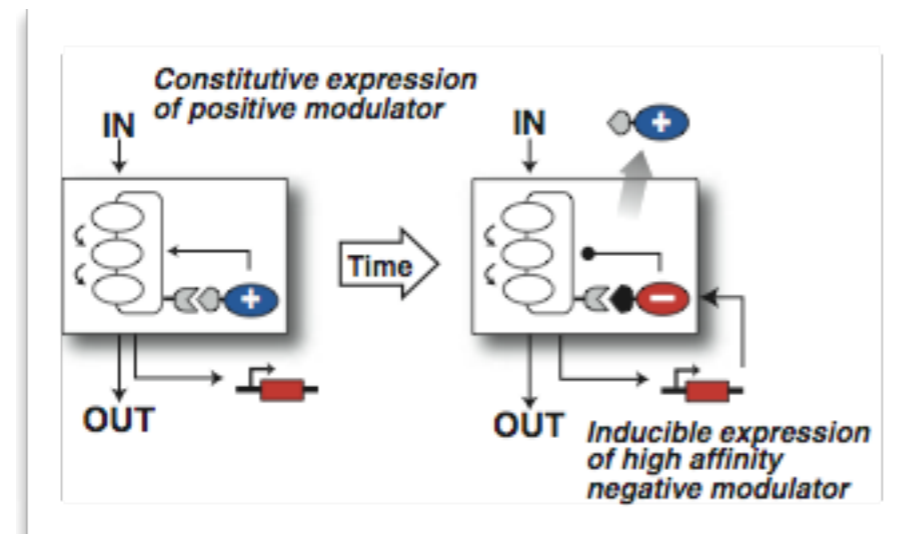 Constitutive expression
of positive modulator
IN
+
OUT
Time
IN
+
−
OUT
Inducible expression
of high affinity
negative modulator